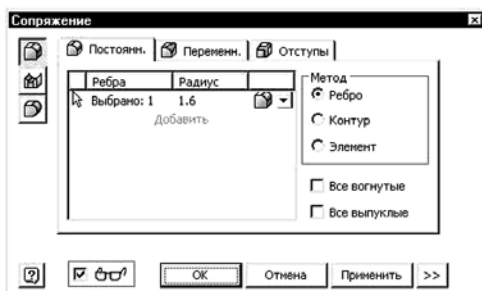 Сопряжение
Постоянн. Переменн. Отступы
Ребра Радиус
Выбрано: 1 1.6
Добавить
Метод
Ребро
Контур
Элемент
Все вогнутые
Все выпуклые
OK Отмена Применить >>